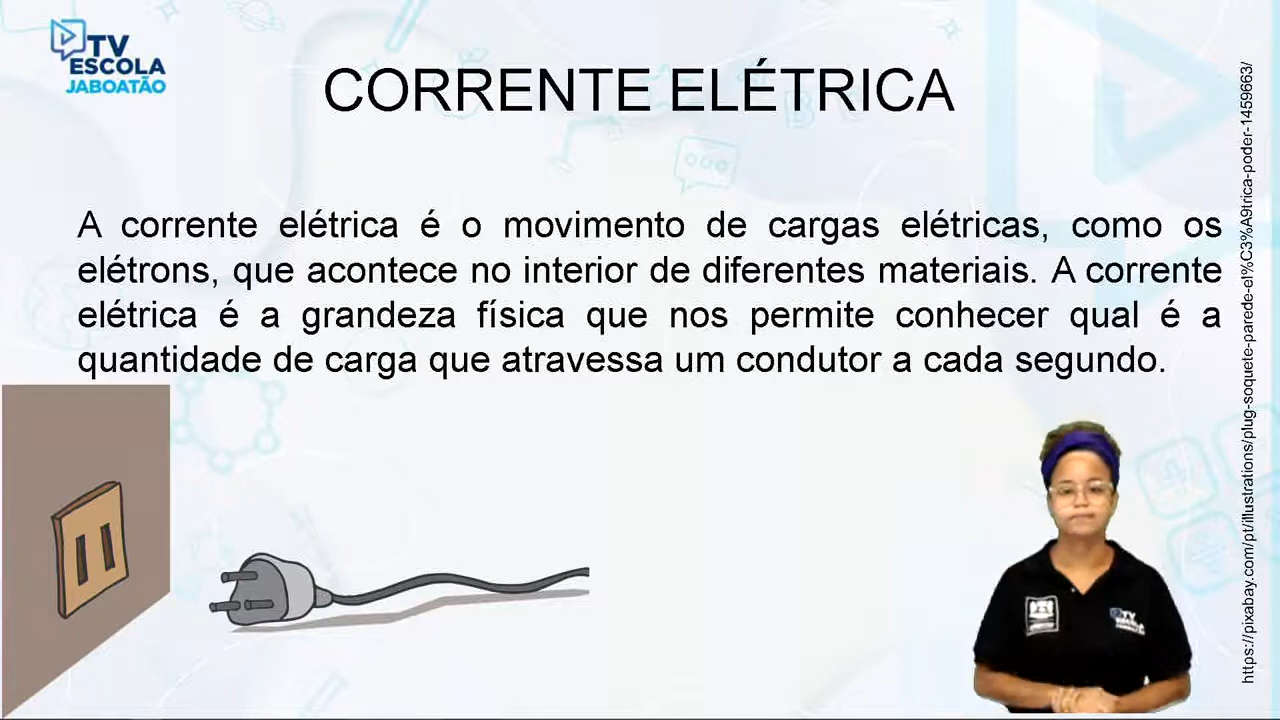 TV
ESCOLA
JABOATÃO
CORRENTE ELÉTRICA
A corrente elétrica é o movimento de cargas elétricas, como os
elétrons, que acontece no interior de diferentes materiais. A corrente
elétrica é a grandeza física que nos permite conhecer qual é a
quantidade de carga que atravessa um condutor a cada segundo.
https://pixabay.com/pt/illustrations/plug-soquete-parede-el%C3%A9trica-poder-1459663/
TV
ESCOLA